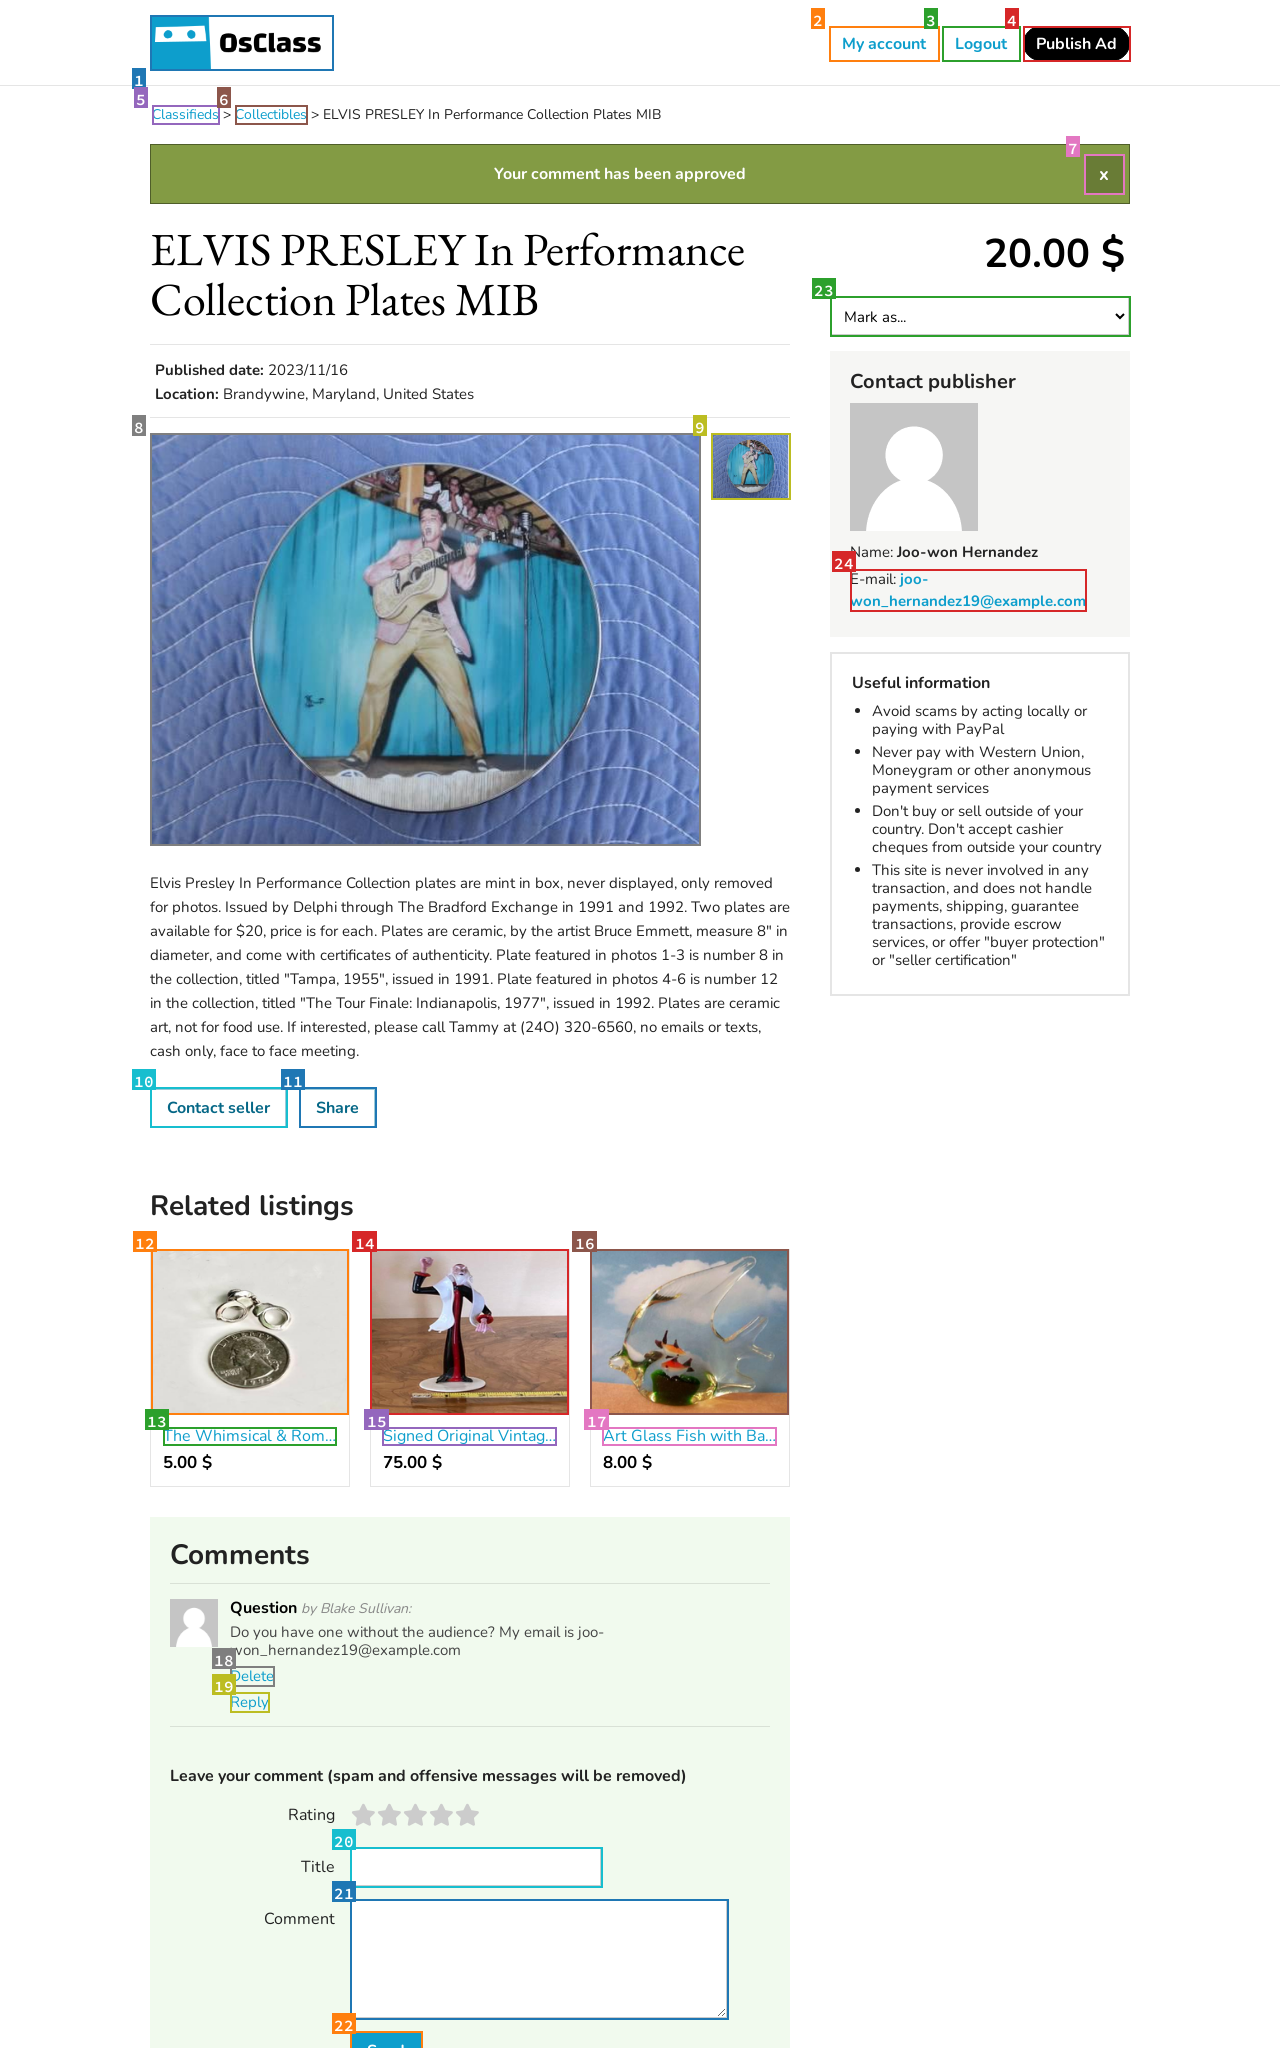 OsClass
2
My account
3
Logout
4
Publish Ad
1
5
Classifieds > 6 Collectibles > ELVIS PRESLEY In Performance Collection Plates MIB
7
Your comment has been approved
x
ELVIS PRESLEY In Performance
Collection Plates MIB
20.00 $
23
Mark as...
Published date: 2023/11/16
Location: Brandywine, Maryland, United States
8
9
Contact publisher
Name: Joo-won Hernandez
24
E-mail: joo-
won_hernandez19@example.com
Useful information
• Avoid scams by acting locally or
paying with PayPal
• Never pay with Western Union,
Moneygram or other anonymous
payment services
• Don't buy or sell outside of your
country. Don't accept cashier
cheques from outside your country
• This site is never involved in any
transaction, and does not handle
payments, shipping, guarantee
transactions, provide escrow
services, or offer "buyer protection"
or "seller certification"
Elvis Presley In Performance Collection plates are mint in box, never displayed, only removed
for photos. Issued by Delphi through The Bradford Exchange in 1991 and 1992. Two plates are
available for $20, price is for each. Plates are ceramic, by the artist Bruce Emmett, measure 8" in
diameter, and come with certificates of authenticity. Plate featured in photos 1-3 is number 8 in
the collection, titled "Tampa, 1955", issued in 1991. Plate featured in photos 4-6 is number 12
in the collection, titled "The Tour Finale: Indianapolis, 1977", issued in 1992. Plates are ceramic
art, not for food use. If interested, please call Tammy at (24O) 320-6560, no emails or texts,
cash only, face to face meeting.
10
Contact seller
11
Share
Related listings
12
14
16
13
The Whimsical & Rom...
5.00 $
15
Signed Original Vintag...
75.00 $
17
Art Glass Fish with Ba...
8.00 $
Comments
Question by Blake Sullivan:
Do you have one without the audience? My email is joo-
won_hernandez19@example.com
18
Delete
19
Reply
Leave your comment (spam and offensive messages will be removed)
Rating
20
Title
21
Comment
22